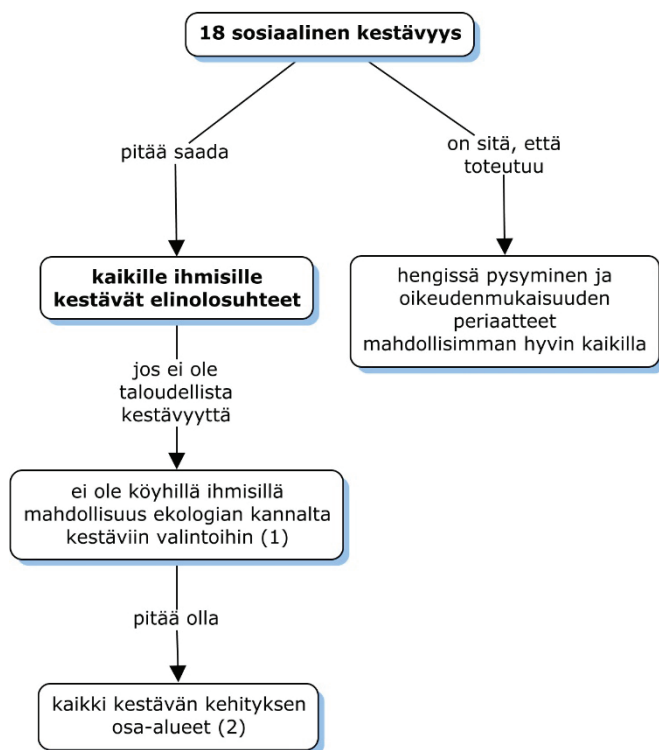 18 sosiaalinen kestävyys
pitää saada
on sitä, että
toteutuu
kaikille ihmisille
kestävät elinolosuhteet
hengissä pysyminen ja
oikeudenmukaisuuden
periaatteet
mahdollisimman hyvin kaikilla
jos ei ole
taloudellista
kestävyyttä
ei ole köyhillä ihmisillä
mahdollisuus ekologian kannalta
kestäviin valintoihin (1)
pitää olla
kaikki kestävän kehityksen
osa-alueet (2)